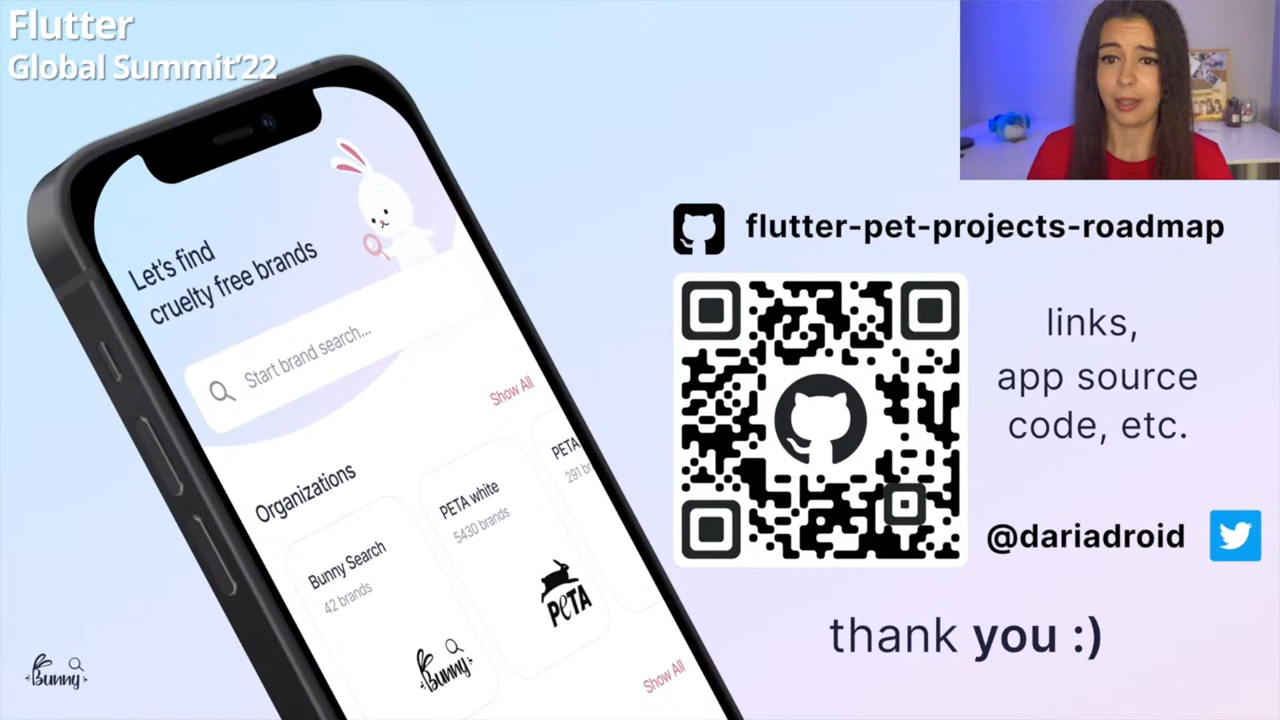 Flutter
Global Summit'22
Let's find
cruelty free brands
Start brand search...
Show All
Organizations
Bunny Search
42 brands
Bunny
PETA white
5430 brands
PeTA
PETA
291 br
Show All
Bunny
flutter-pet-projects-roadmap
links,
app source
code, etc.
@dariadroid
thank you :)